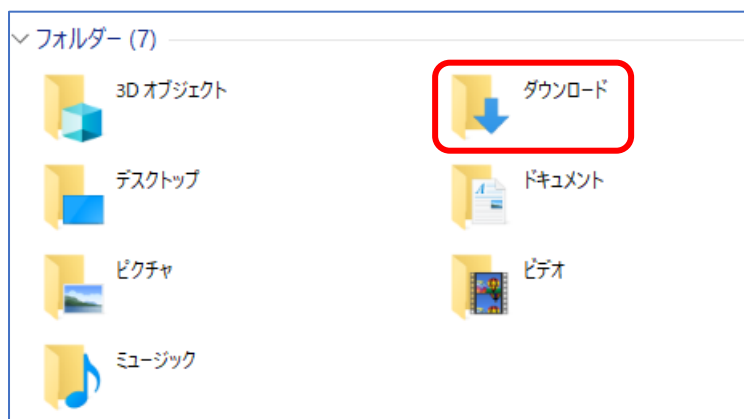 フォルダー (7)
3D オブジェクト
ダウンロード
デスクトップ
ドキュメント
ピクチャ
ビデオ
ミュージック